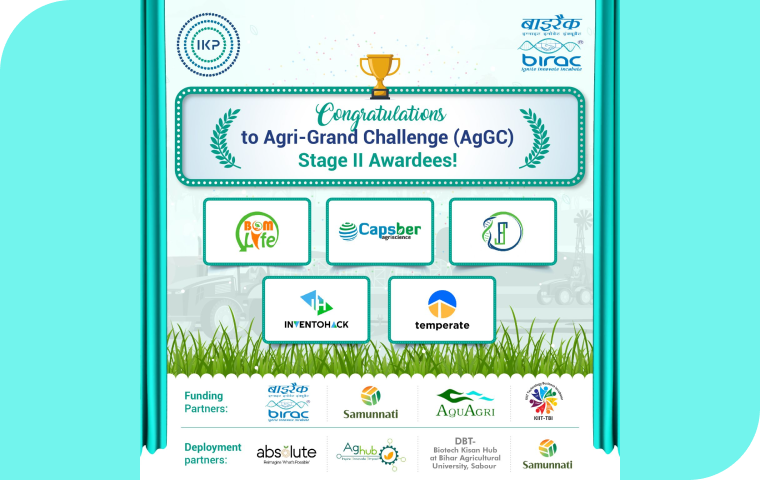 IKP
बाइरैक
birac
®
Ignite Innovate Incubate
Congratulations
to Agri-Grand Challenge (AgGC)
Stage II Awardees!
BOM
Life
Capsber
agriscience
INVENTOHACK
temperate
Funding
Partners:
बाइरैक
birac
Samunnati
AQUAGRI
KIIT-TBI
Deployment
partners:
absolute
Reimagine What's Possible
Aghub
DBT-
Biotech Kisan Hub
at Bihar Agricultural
University, Sabour
Samunnati